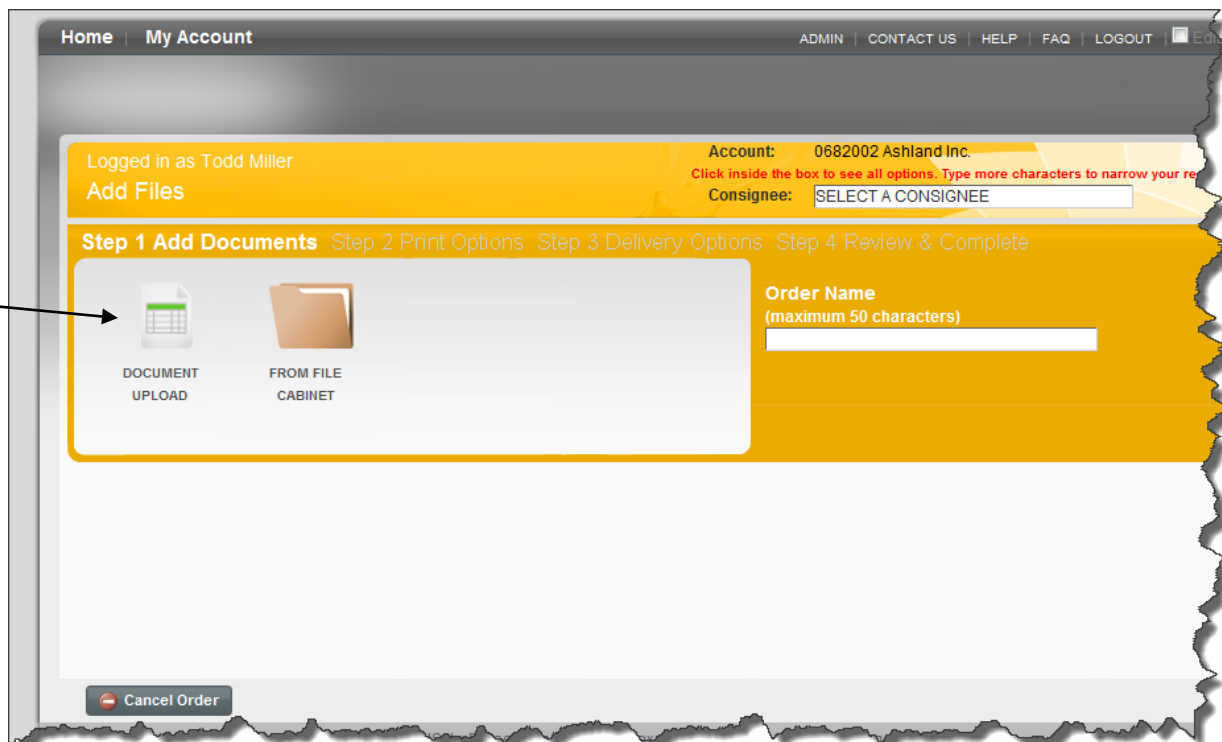 Home | My Account
ADMIN | CONTACT US | HELP | FAQ | LOGOUT |
Logged in as Todd Miller
Add Files
Account: 0682002 Ashland Inc.
Click inside the box to see all options. Type more characters to narrow your
Consignee: SELECT A CONSIGNEE
Step 1 Add Documents Step 2 Print Options Step 3 Delivery Options Step 4 Review & Complete
Order Name
(maximum 50 characters)
DOCUMENT
UPLOAD
FROM FILE
CABINET
Cancel Order